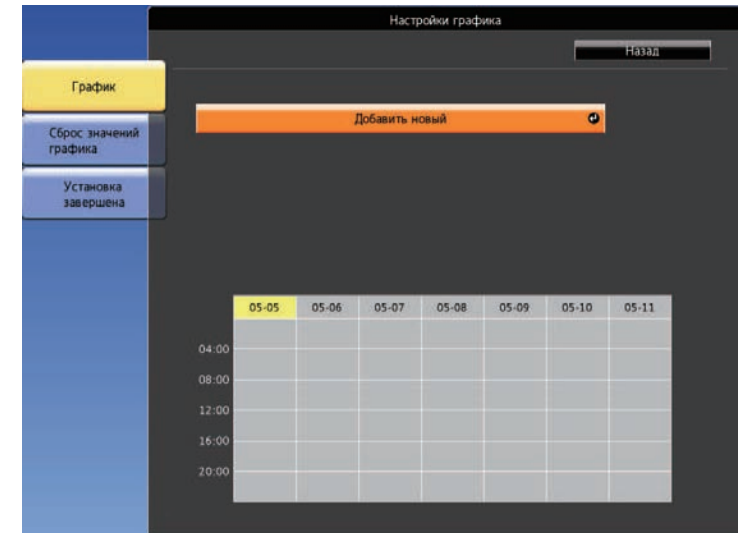 Настройки графика
Назад
График
Добавить новый
Сброс значений
графика
Установка
завершена
05-05 05-06 05-07 05-08 05-09 05-10 05-11
04:00
08:00
12:00
16:00
20:00